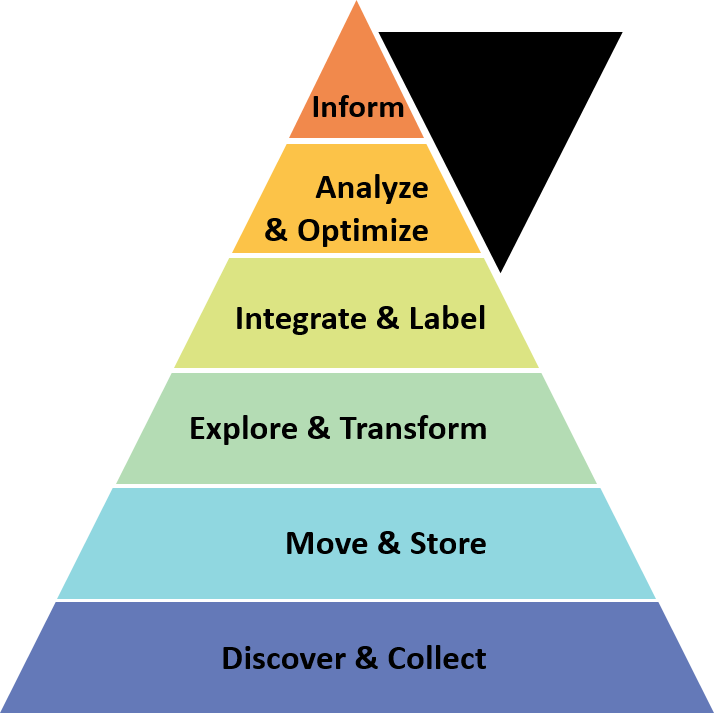 Inform
Analyze
& Optimize
Integrate & Label
Explore & Transform
Move & Store
Discover & Collect